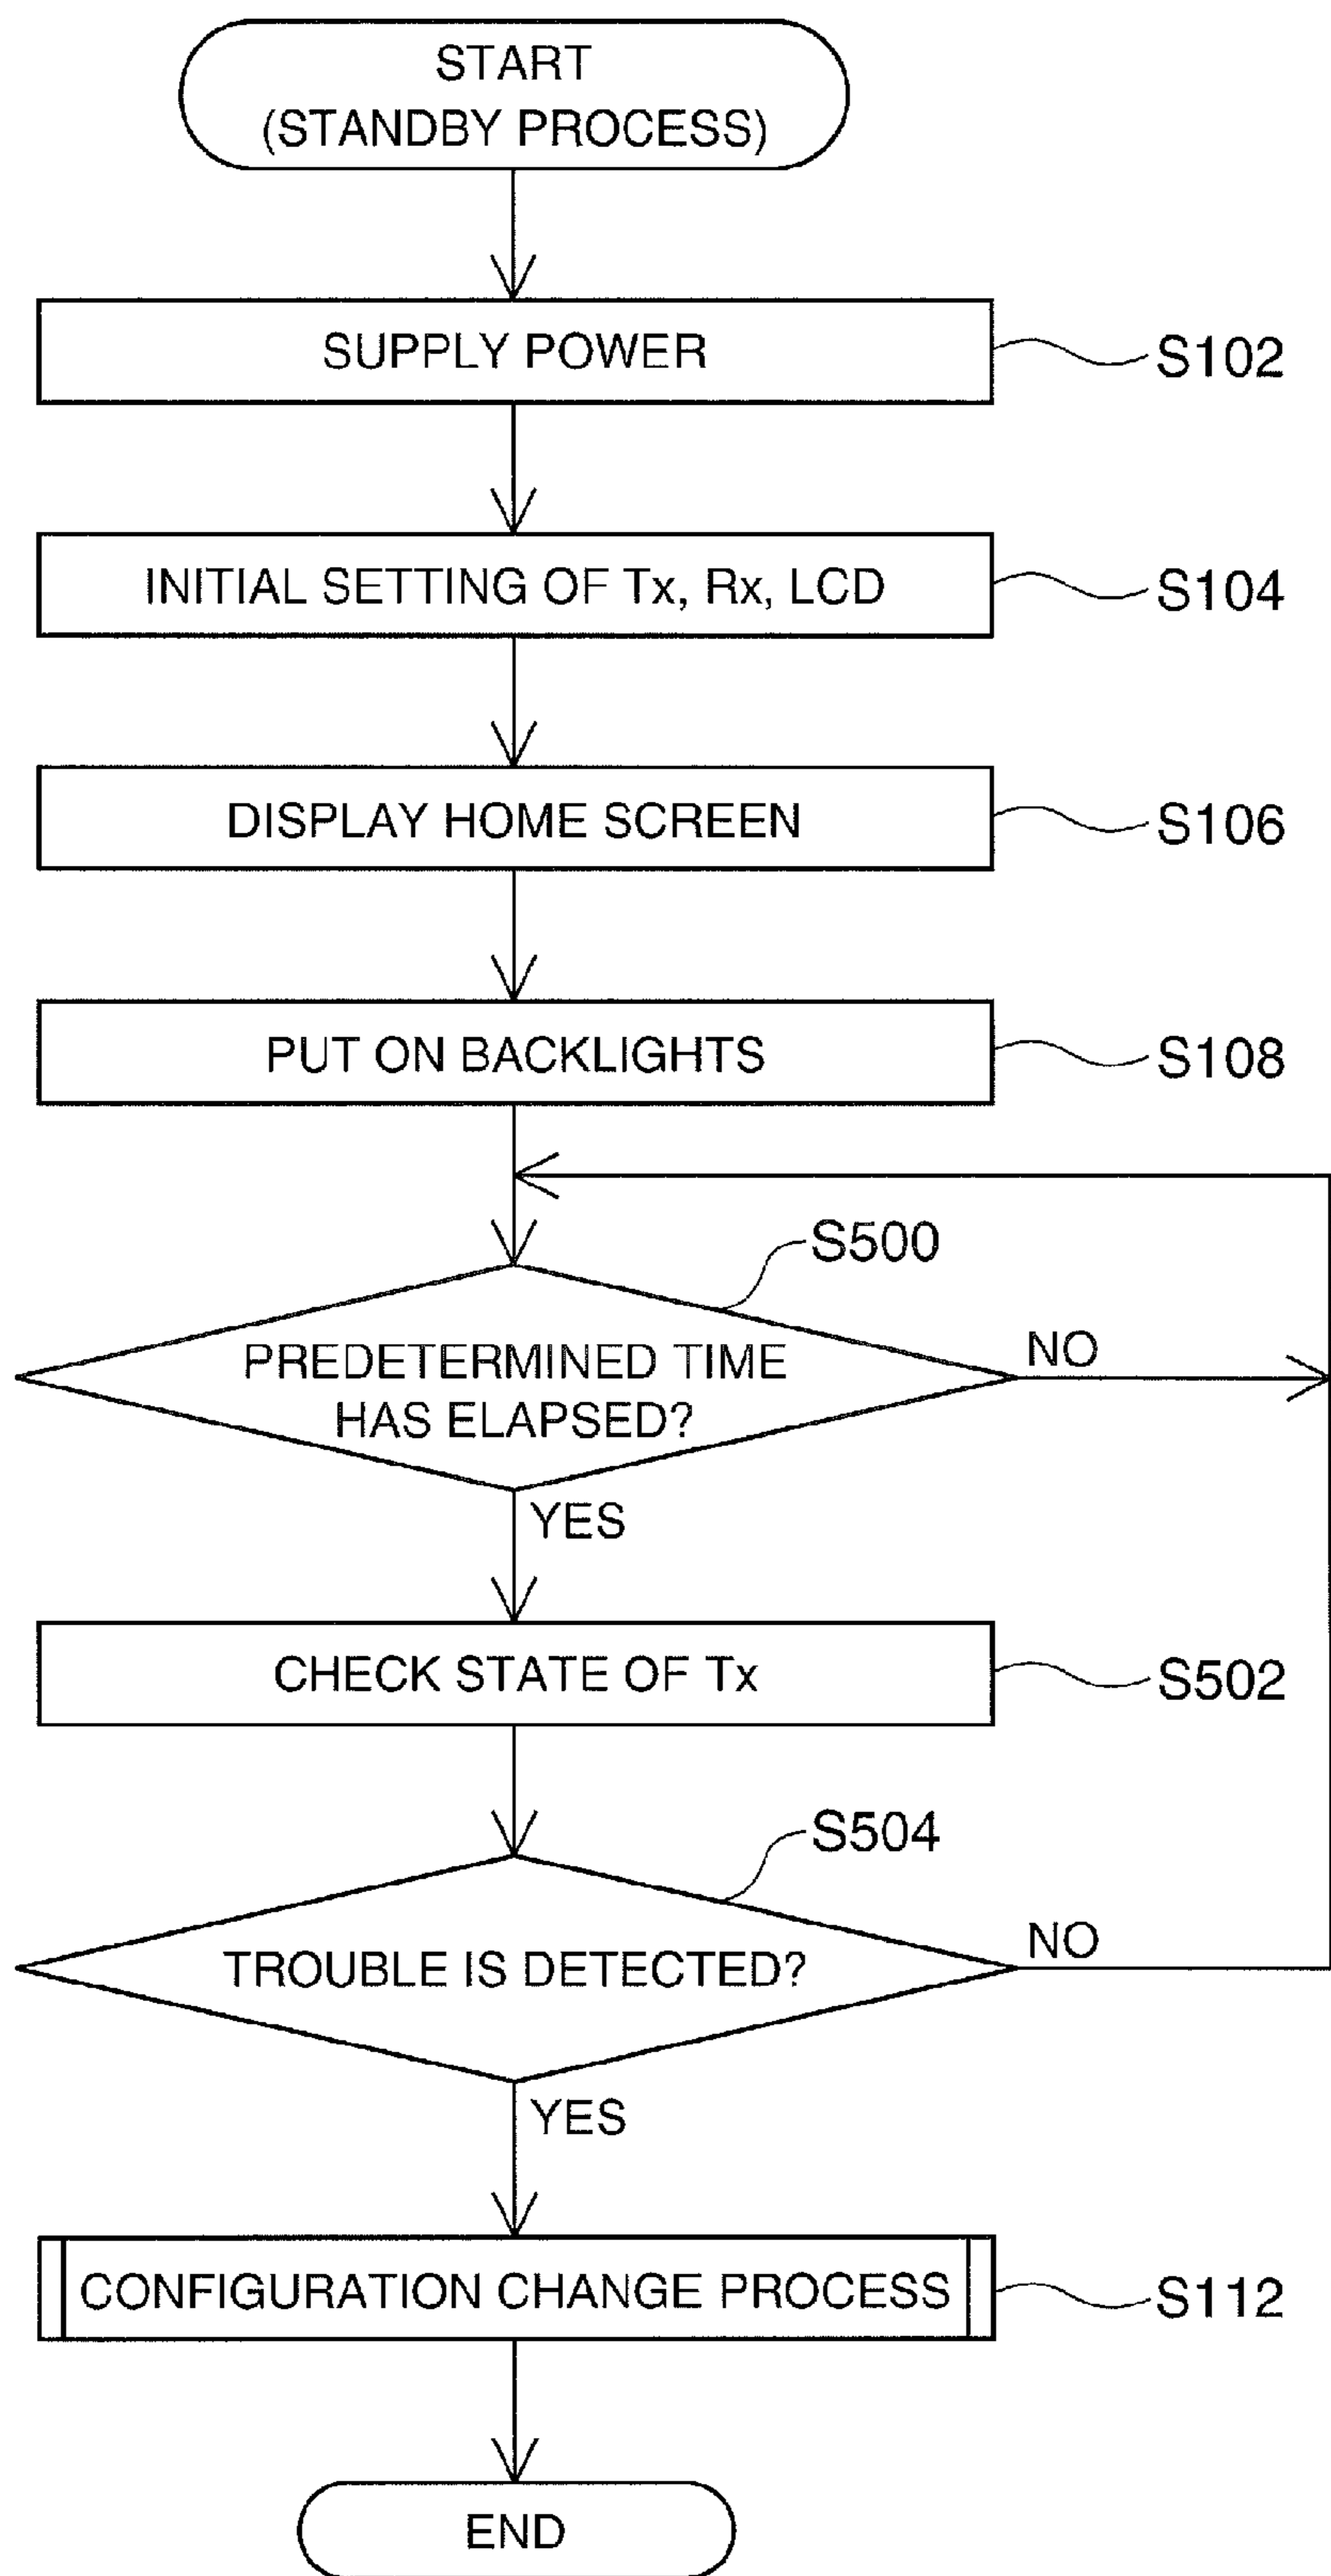 START
(STANDBY PROCESS)
SUPPLY POWER
S102
INITIAL SETTING OF Tx, Rx, LCD
S104
DISPLAY HOME SCREEN
S106
PUT ON BACKLIGHTS
S108
S500
PREDETERMINED TIME
HAS ELAPSED?
NO
YES
CHECK STATE OF Tx
S502
S504
TROUBLE IS DETECTED?
NO
YES
CONFIGURATION CHANGE PROCESS
S112
END